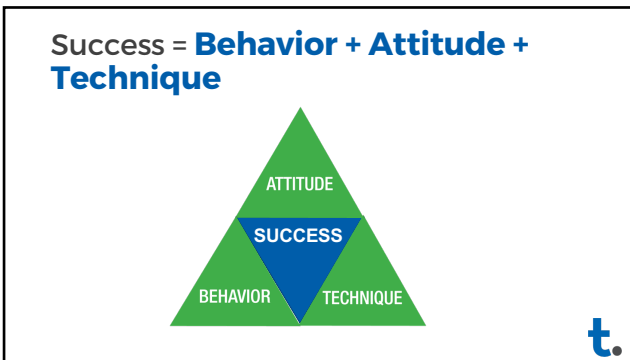 Success = Behavior + Attitude +
Technique
ATTITUDE
SUCCESS
BEHAVIOR
TECHNIQUE
t.